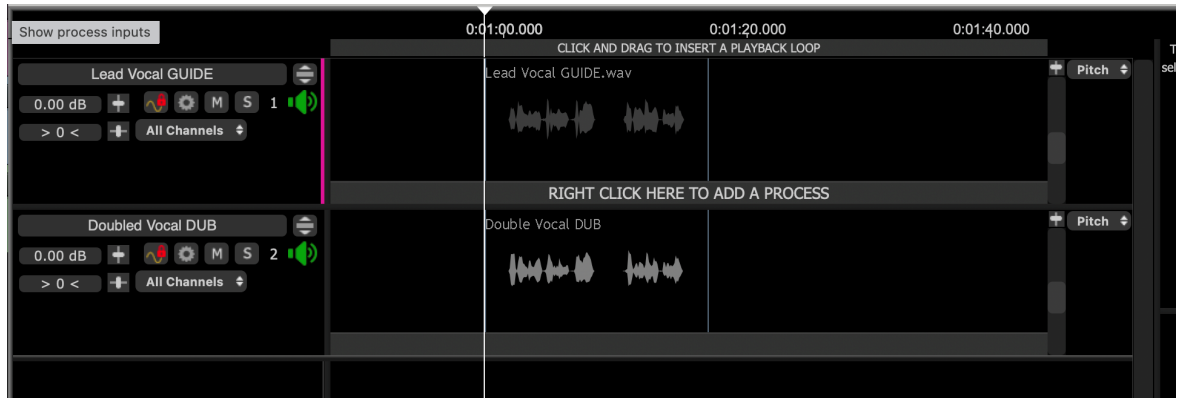 Show process inputs
0:01:00.000 0:01:20.000 0:01:40.000
CLICK AND DRAG TO INSERT A PLAYBACK LOOP
Lead Vocal GUIDE
Lead Vocal GUIDE.wav
Pitch
0.00 dB M S 1
> 0 < All Channels
RIGHT CLICK HERE TO ADD A PROCESS
Doubled Vocal DUB
Double Vocal DUB
Pitch
0.00 dB M S 2
> 0 < All Channels